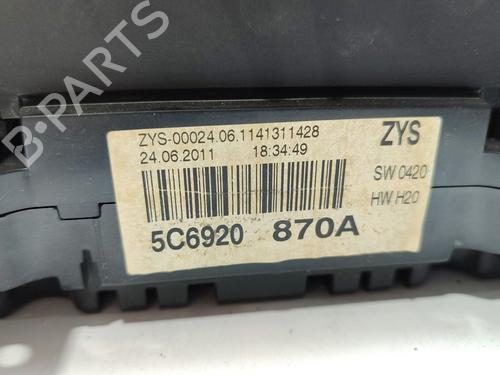 ZYS-00024.06.1141311428 ZYS
24.06.2011 18:34:49
SW 0420
HW H20
5C6920 870A
B-PARTS